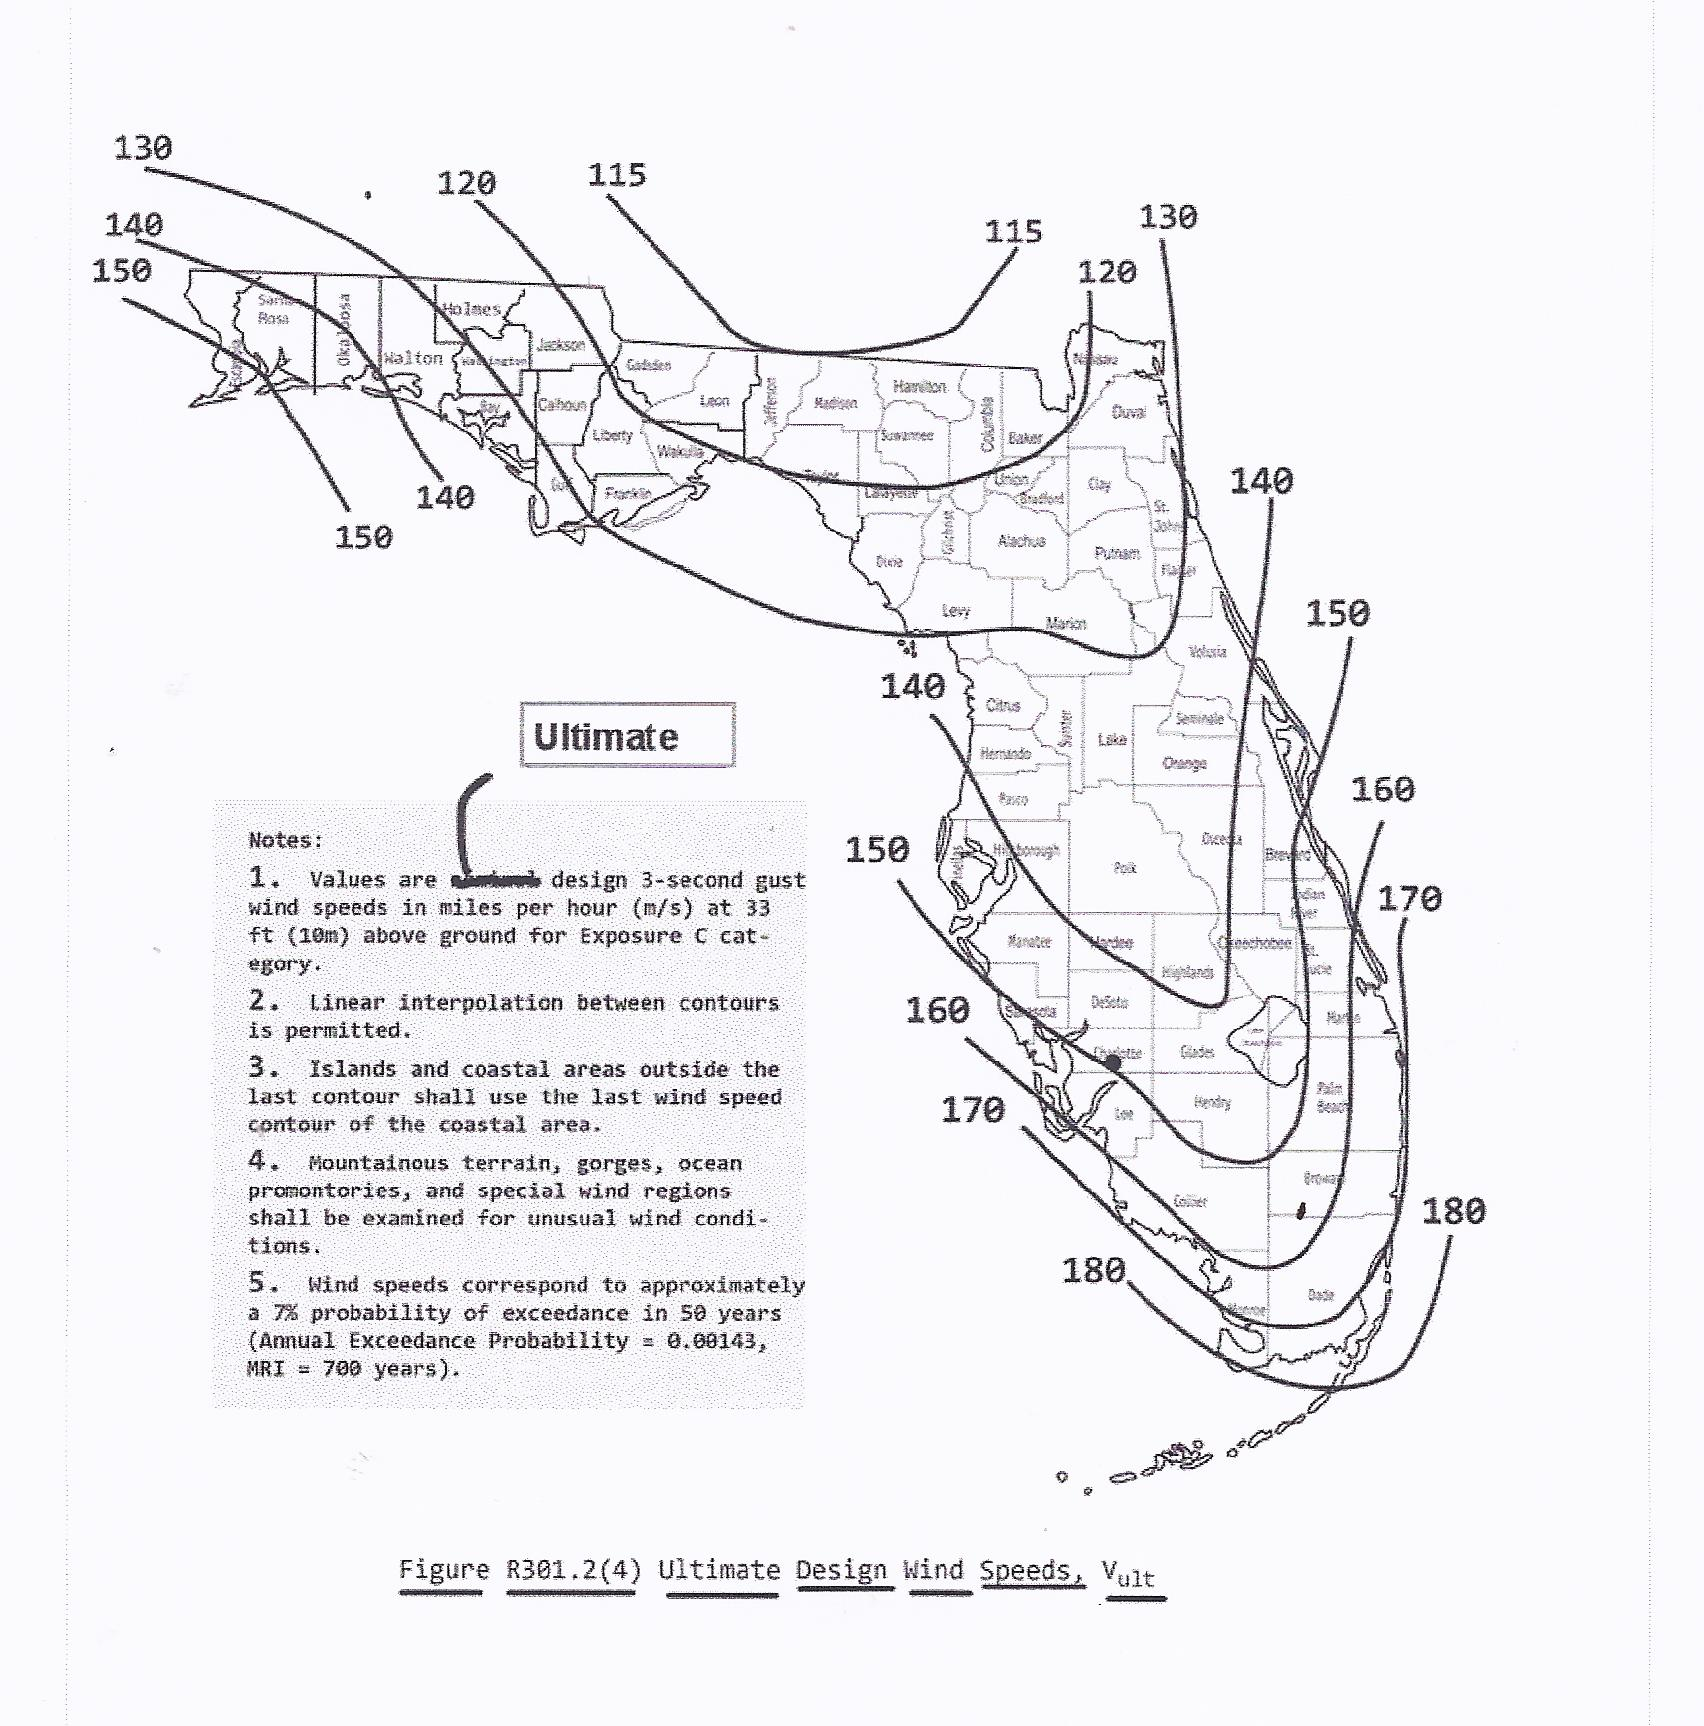 130
120
115
115
130
140
120
150
Santa
Rosa
Okaloosa
Holmes
Walton
Washington
Jackson
Gadsden
Leon
Jefferson
Madison
Hamilton
Nassau
Duval
Bay
Calhoun
Liberty
Wakulla
Suwannee
Columbia
Baker
Taylor
Lafayette
Union
Bradford
Clay
140
150
140
Gulf
Franklin
Dixie
Gilchrist
Alachua
Putnam
St.
Johns
Flagler
Levy
Marion
150
Volusia
140
Citrus
Sumter
Lake
Seminole
Orange
Hernando
Pasco
Ultimate
160
150
Hillsborough
Polk
Osceola
Brevard
170
Indian
River
Manatee
Hardee
Highlands
Okeechobee
160
Sarasota
DeSoto
Martin
Charlotte
Glades
170
Lee
Hendry
Palm
Beach
Collier
Broward
180
180
Monroe
Dade
Notes:
1. Values are design 3-second gust
wind speeds in miles per hour (m/s) at 33
ft (10m) above ground for Exposure C cat-
egory.
2. Linear interpolation between contours
is permitted.
3. Islands and coastal areas outside the
last contour shall use the last wind speed
contour of the coastal area.
4. Mountainous terrain, gorges, ocean
promontories, and special wind regions
shall be examined for unusual wind condi-
tions.
5. Wind speeds correspond to approximately
a 7% probability of exceedance in 50 years
(Annual Exceedance Probability = 0.00143,
MRI = 700 years).
Figure R301.2(4) Ultimate Design Wind Speeds, Vult